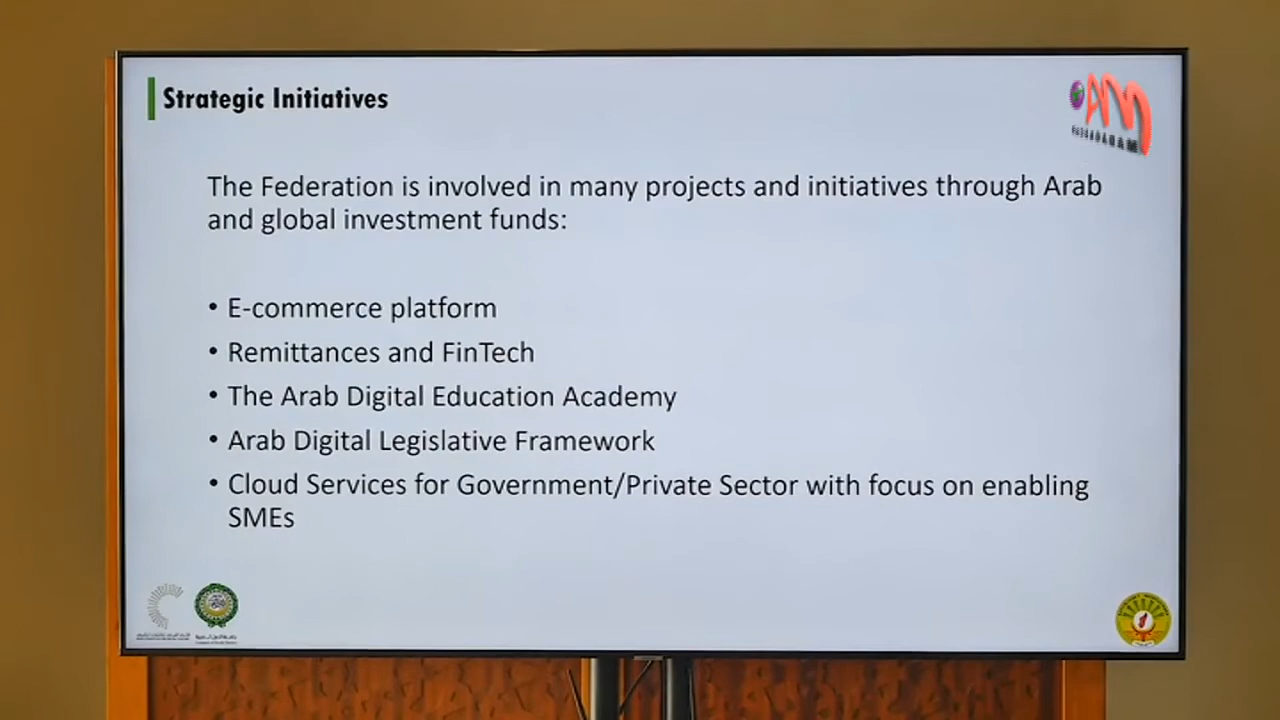 Strategic Initiatives
The Federation is involved in many projects and initiatives through Arab
and global investment funds:
• E-commerce platform
• Remittances and FinTech
• The Arab Digital Education Academy
• Arab Digital Legislative Framework
• Cloud Services for Government/Private Sector with focus on enabling
SMEs